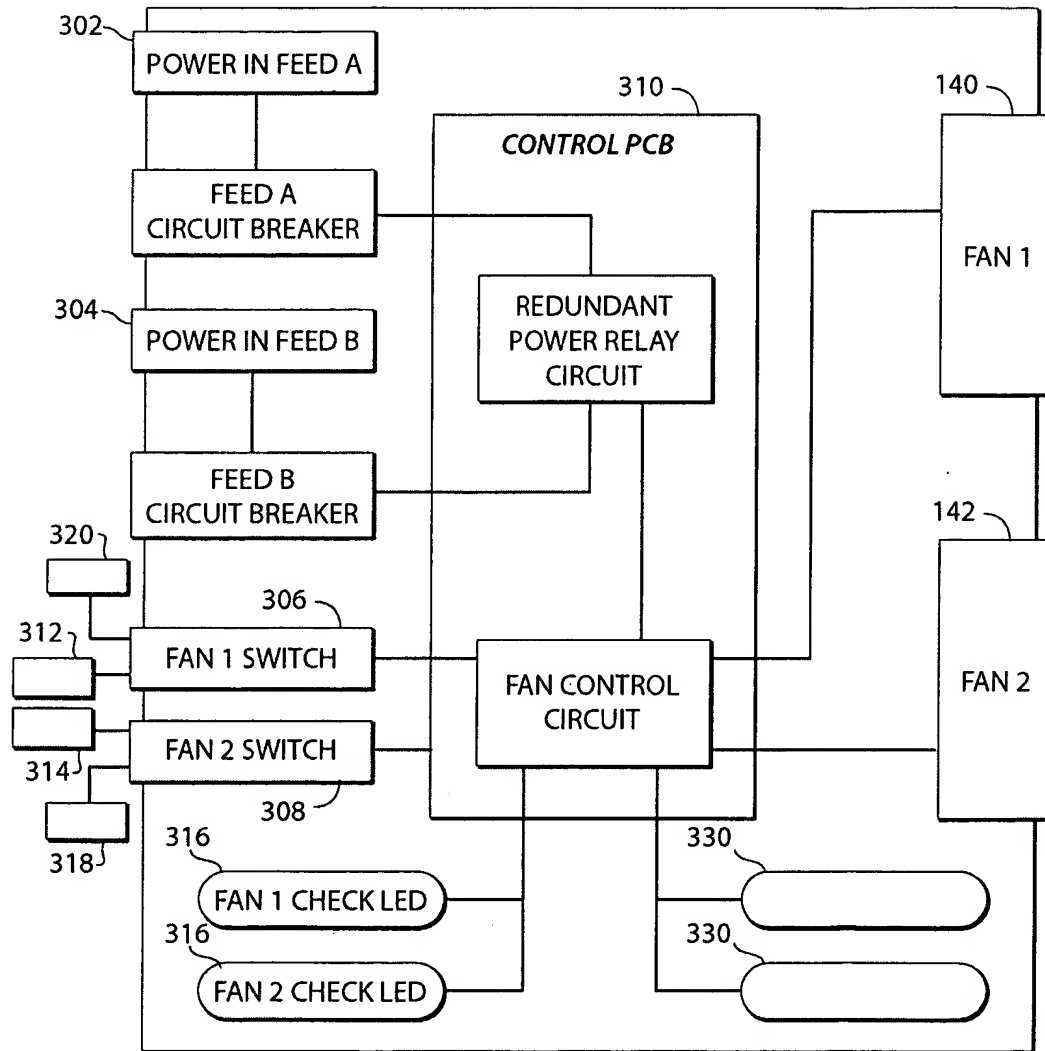 302
POWER IN FEED A
310
140
CONTROL PCB
FEED A
CIRCUIT BREAKER
FAN 1
304
POWER IN FEED B
REDUNDANT
POWER RELAY
CIRCUIT
FEED B
CIRCUIT BREAKER
142
320
306
312
FAN 1 SWITCH
FAN CONTROL
CIRCUIT
FAN 2
314
FAN 2 SWITCH
308
318
316
FAN 1 CHECK LED
330
316
FAN 2 CHECK LED
330